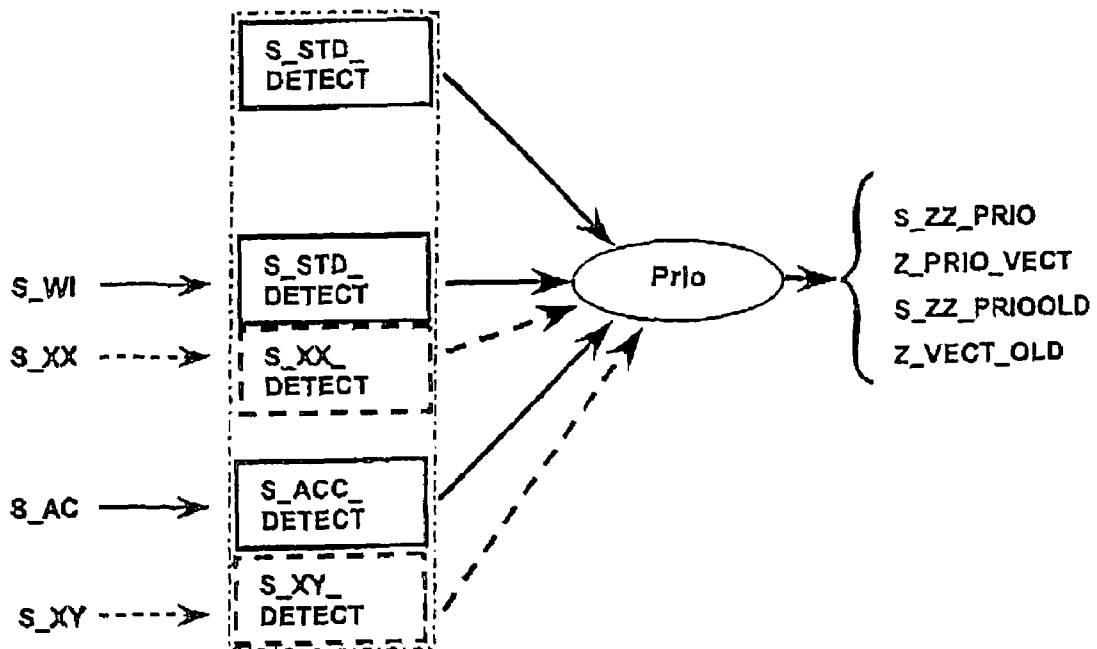 S_STD_
DETECT
S_WI
S_STD_
DETECT
Prio
S_XX
S_XX_
DETECT
S_AC
S_ACC_
DETECT
S_XY
S_XY_
DETECT
S_ZZ_PRIO
Z_PRIO_VECT
S_ZZ_PRIOOLD
Z_VECT_OLD